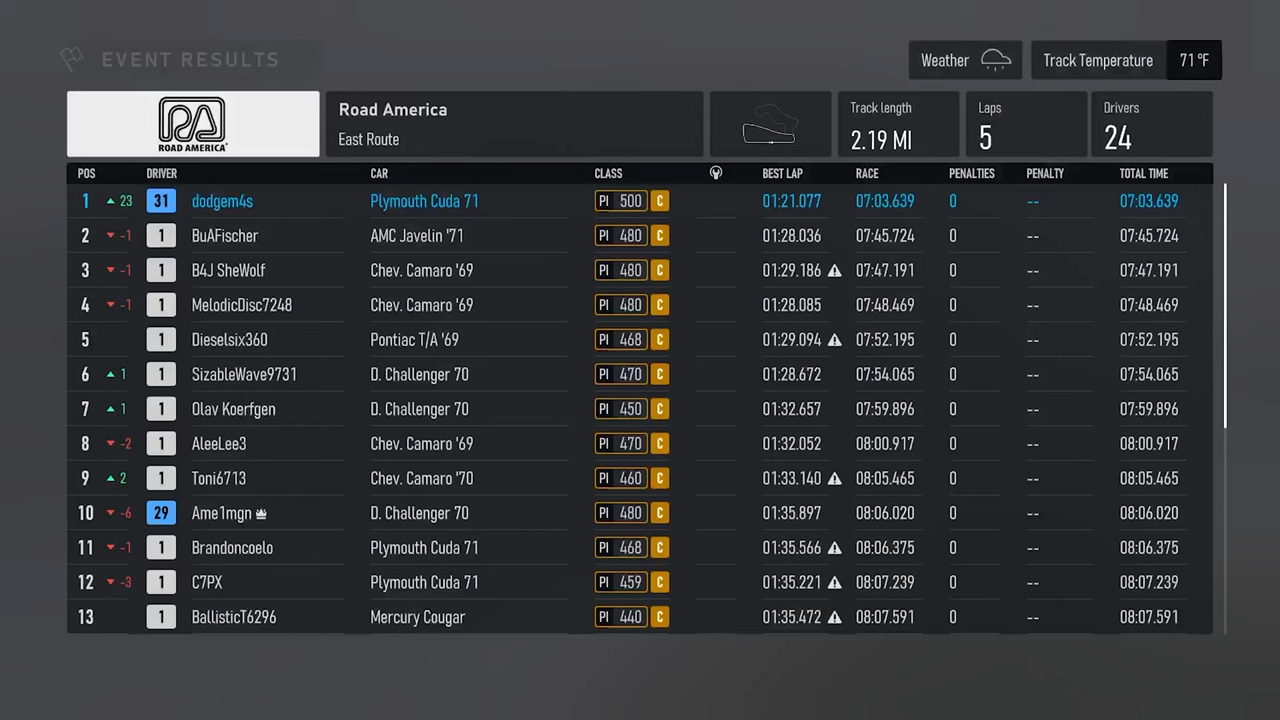 EVENT RESULTS
Weather
Track Temperature 71 °F
RA
ROAD AMERICA®
Road America
East Route
Track length
2.19 MI
Laps
5
Drivers
24
POS DRIVER CAR CLASS BEST LAP RACE PENALTIES PENALTY TOTAL TIME
1 ▲ 23 31 dodgem4s Plymouth Cuda 71 PI 500 C 01:21.077 07:03.639 0 -- 07:03.639
2 ▼ -1 1 BuAFischer AMC Javelin '71 PI 480 C 01:28.036 07:45.724 0 -- 07:45.724
3 ▼ -1 1 B4J SheWolf Chev. Camaro '69 PI 480 C 01:29.186 07:47.191 0 -- 07:47.191
4 ▼ -1 1 MelodicDisc7248 Chev. Camaro '69 PI 480 C 01:28.085 07:48.469 0 -- 07:48.469
5 1 Dieselsix360 Pontiac T/A '69 PI 468 C 01:29.094 07:52.195 0 -- 07:52.195
6 ▲ 1 1 SizableWave9731 D. Challenger 70 PI 470 C 01:28.672 07:54.065 0 -- 07:54.065
7 ▲ 1 1 Olav Koerfgen D. Challenger 70 PI 450 C 01:32.657 07:59.896 0 -- 07:59.896
8 ▼ -2 1 AleeLee3 Chev. Camaro '69 PI 470 C 01:32.052 08:00.917 0 -- 08:00.917
9 ▲ 2 1 Toni6713 Chev. Camaro '70 PI 460 C 01:33.140 08:05.465 0 -- 08:05.465
10 ▼ -6 29 Ame1mgn D. Challenger 70 PI 480 C 01:35.897 08:06.020 0 -- 08:06.020
11 ▼ -1 1 Brandoncoelo Plymouth Cuda 71 PI 468 C 01:35.566 08:06.375 0 -- 08:06.375
12 ▼ -3 1 C7PX Plymouth Cuda 71 PI 459 C 01:35.221 08:07.239 0 -- 08:07.239
13 1 BallisticT6296 Mercury Cougar PI 440 C 01:35.472 08:07.591 0 -- 08:07.591